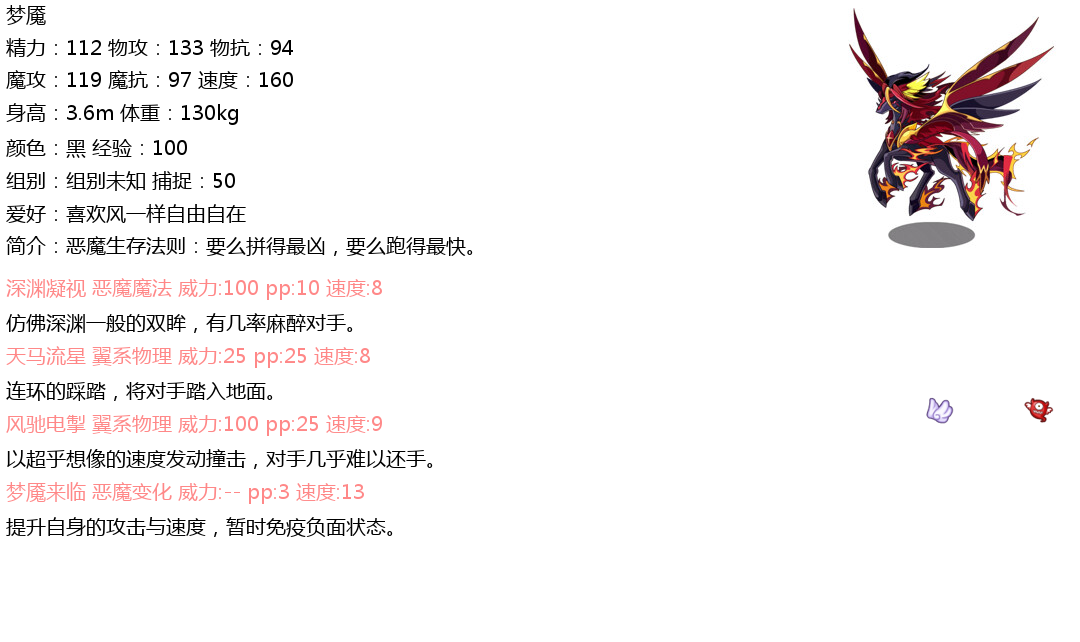 梦魇
精力：112 物攻：133 物抗：94
魔攻：119 魔抗：97 速度：160
身高：3.6m 体重：130kg
颜色：黑 经验：100
组别：组别未知 捕捉：50
爱好：喜欢风一样自由自在
简介：恶魔生存法则：要么拼得最凶，要么跑得最快。
深渊凝视 恶魔魔法 威力:100 pp:10 速度:8
仿佛深渊一般的双眸，有几率麻醉对手。
天马流星 翼系物理 威力:25 pp:25 速度:8
连环的踩踏，将对手踏入地面。
风驰电掣 翼系物理 威力:100 pp:25 速度:9
以超乎想像的速度发动撞击，对手几乎难以还手。
梦魇来临 恶魔变化 威力:-- pp:3 速度:13
提升自身的攻击与速度，暂时免疫负面状态。